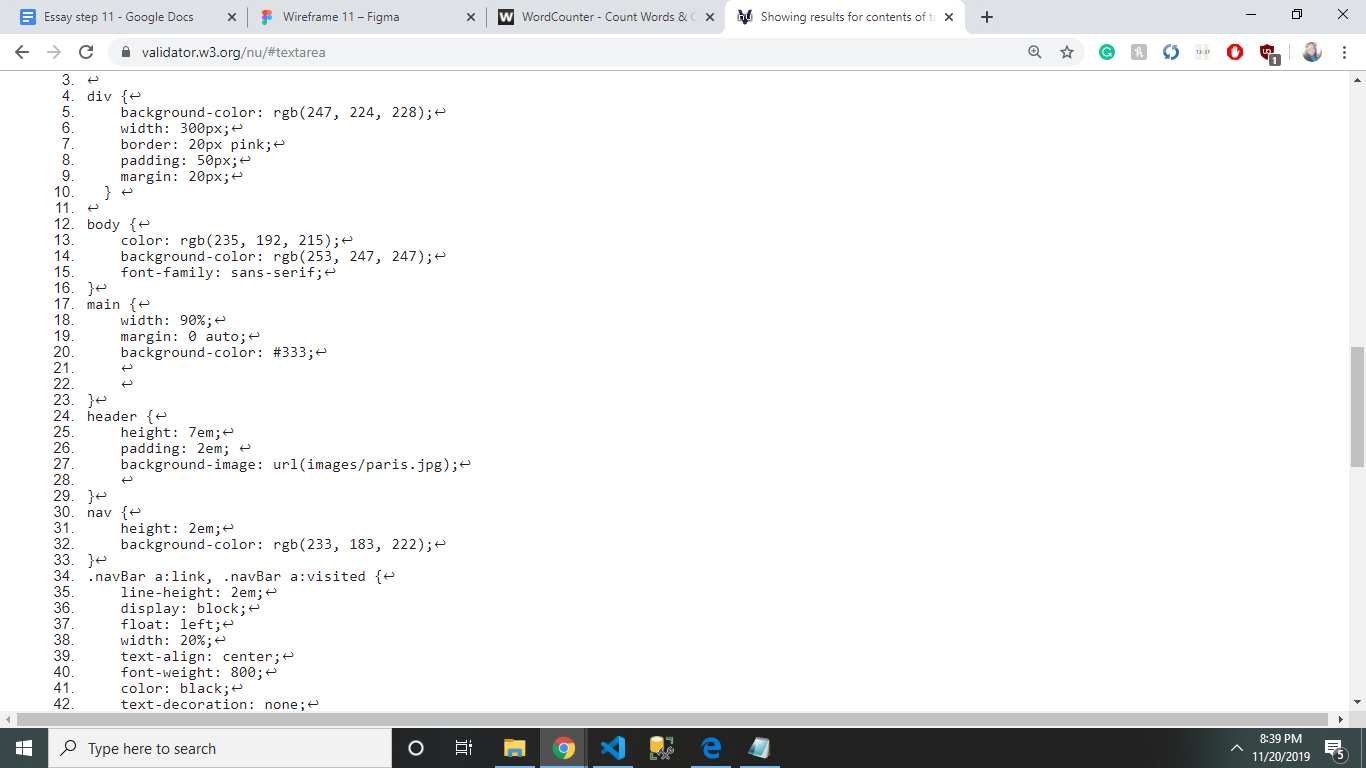 Essay step 11 - Google Docs
Wireframe 11 – Figma
WordCounter - Count Words & C
Showing results for contents of te
validator.w3.org/nu/#textarea
3. ↩
4. div {↩
5. background-color: rgb(247, 224, 228);↩
6. width: 300px;↩
7. border: 20px pink;↩
8. padding: 50px;↩
9. margin: 20px;↩
10. } ↩
11. ↩
12. body {↩
13. color: rgb(235, 192, 215);↩
14. background-color: rgb(253, 247, 247);↩
15. font-family: sans-serif;↩
16. }↩
17. main {↩
18. width: 90%;↩
19. margin: 0 auto;↩
20. background-color: #333;↩
21. ↩
22. ↩
23. }↩
24. header {↩
25. height: 7em;↩
26. padding: 2em; ↩
27. background-image: url(images/paris.jpg);↩
28. ↩
29. }↩
30. nav {↩
31. height: 2em;↩
32. background-color: rgb(233, 183, 222);↩
33. }↩
34. .navBar a:link, .navBar a:visited {↩
35. line-height: 2em;↩
36. display: block;↩
37. float: left;↩
38. width: 20%;↩
39. text-align: center;↩
40. font-weight: 800;↩
41. color: black;↩
42. text-decoration: none;↩
Type here to search
8:39 PM
11/20/2019
5